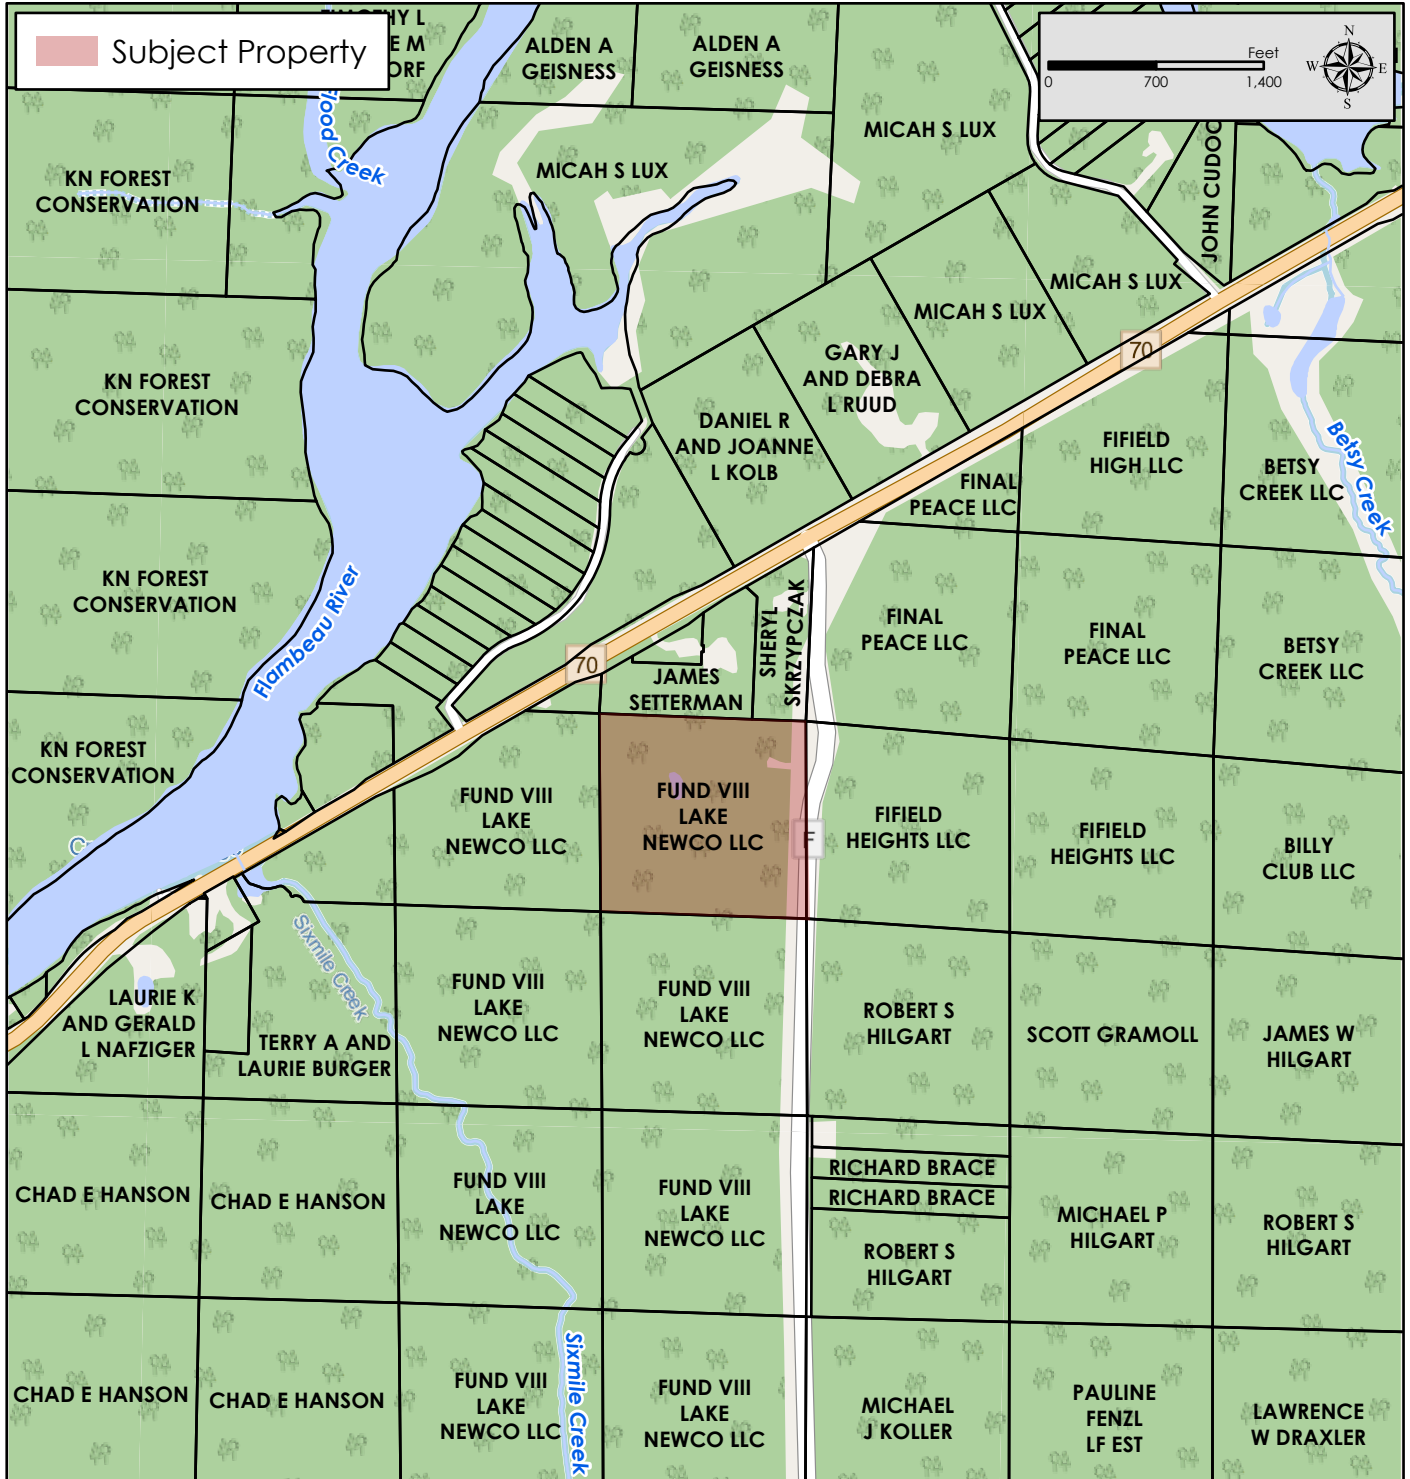 Subject Property
HY L
E M
ORF
ALDEN A
GEISNESS
ALDEN A
GEISNESS
Feet
0
700
1,400
N
W
E
S
MICAH S LUX
Flood Creek
KN FOREST
CONSERVATION
MICAH S LUX
JOHN CUDOC
MICAH S LUX
MICAH S LUX
70
GARY J
AND DEBRA
L RUUD
KN FOREST
CONSERVATION
DANIEL R
AND JOANNE
L KOLB
FIFIELD
HIGH LLC
BETSY
CREEK LLC
Betsy Creek
FINAL
PEACE LLC
KN FOREST
CONSERVATION
Flambeau River
SHERYL
SKRZYPCZAK
FINAL
PEACE LLC
FINAL
PEACE LLC
BETSY
CREEK LLC
70
JAMES
SETTERMAN
KN FOREST
CONSERVATION
FUND VIII
LAKE
NEWCO LLC
FUND VIII
LAKE
NEWCO LLC
F
FIFIELD
HEIGHTS LLC
FIFIELD
HEIGHTS LLC
BILLY
CLUB LLC
Sixmile Creek
LAURIE K
AND GERALD
L NAFZIGER
TERRY A AND
LAURIE BURGER
FUND VIII
LAKE
NEWCO LLC
FUND VIII
LAKE
NEWCO LLC
ROBERT S
HILGART
SCOTT GRAMOLL
JAMES W
HILGART
CHAD E HANSON
CHAD E HANSON
FUND VIII
LAKE
NEWCO LLC
FUND VIII
LAKE
NEWCO LLC
RICHARD BRACE
RICHARD BRACE
ROBERT S
HILGART
MICHAEL P
HILGART
ROBERT S
HILGART
CHAD E HANSON
CHAD E HANSON
FUND VIII
LAKE
NEWCO LLC
Sixmile Creek
FUND VIII
LAKE
NEWCO LLC
MICHAEL
J KOLLER
PAULINE
FENZL
LF EST
LAWRENCE
W DRAXLER